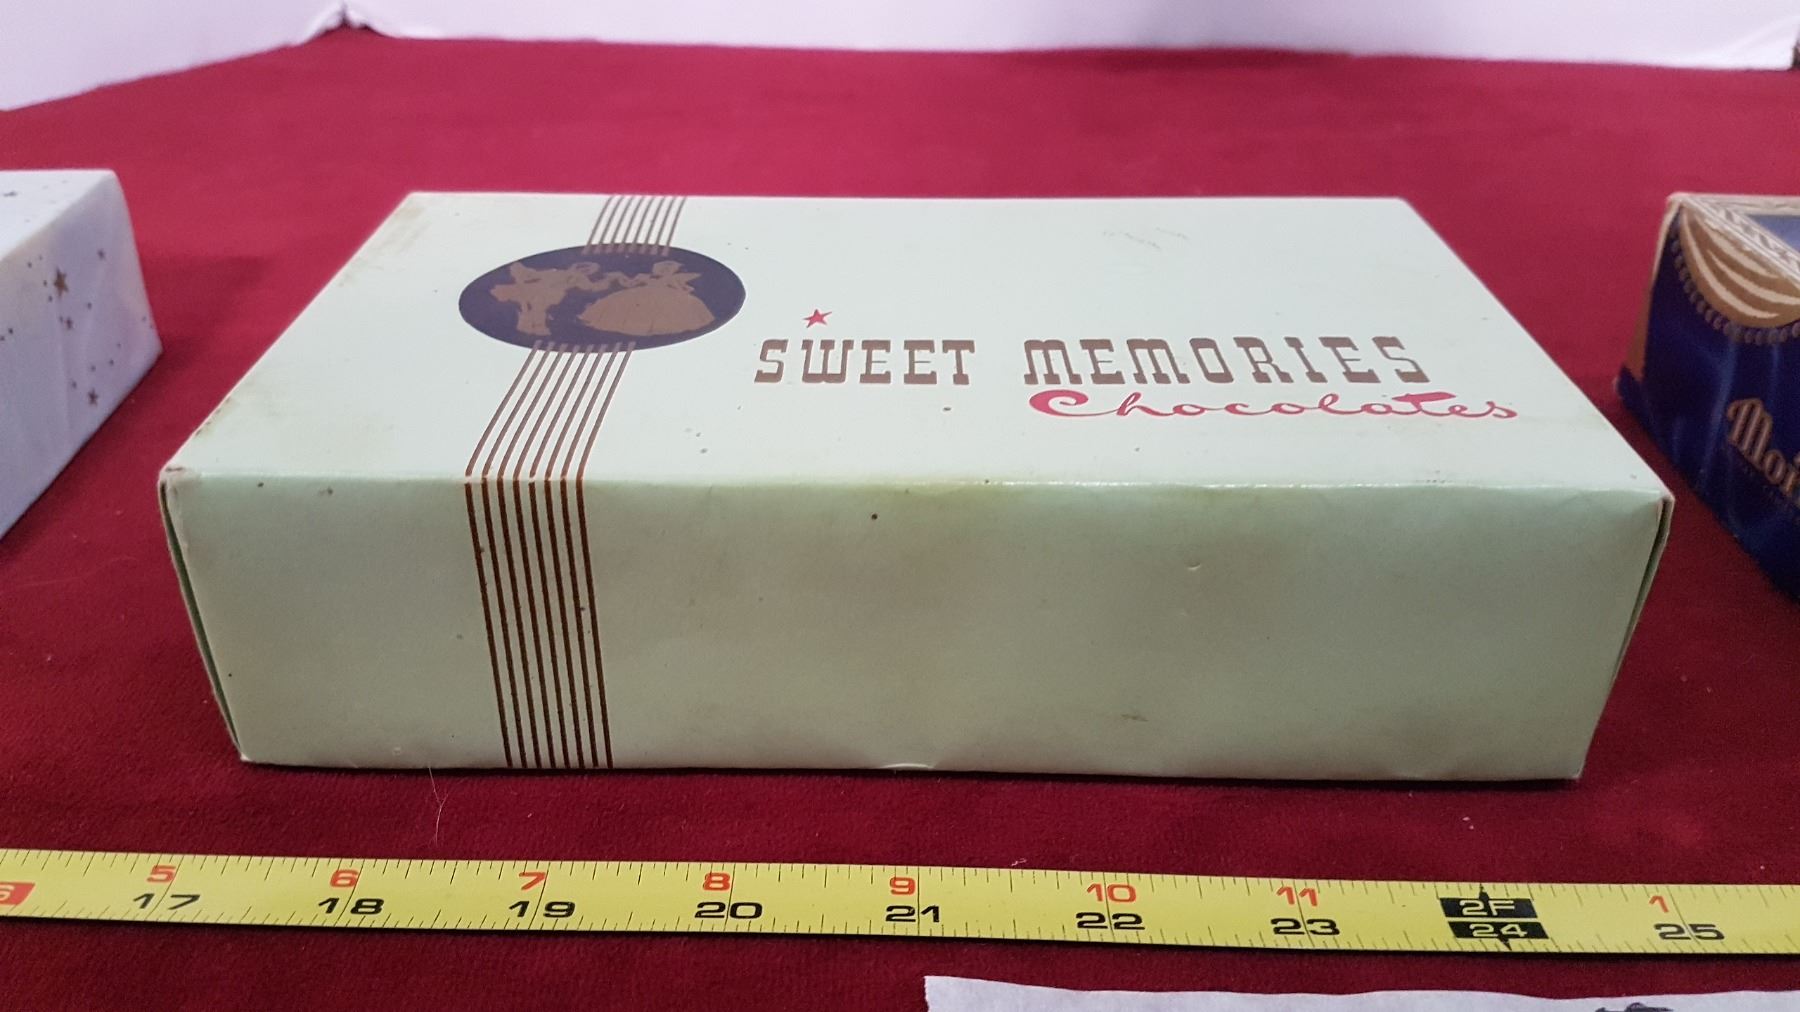 SWEET MEMORIES
Chocolates
5 6 7 8 9 10 11 2F 1
17 18 19 20 21 22 23 24 25